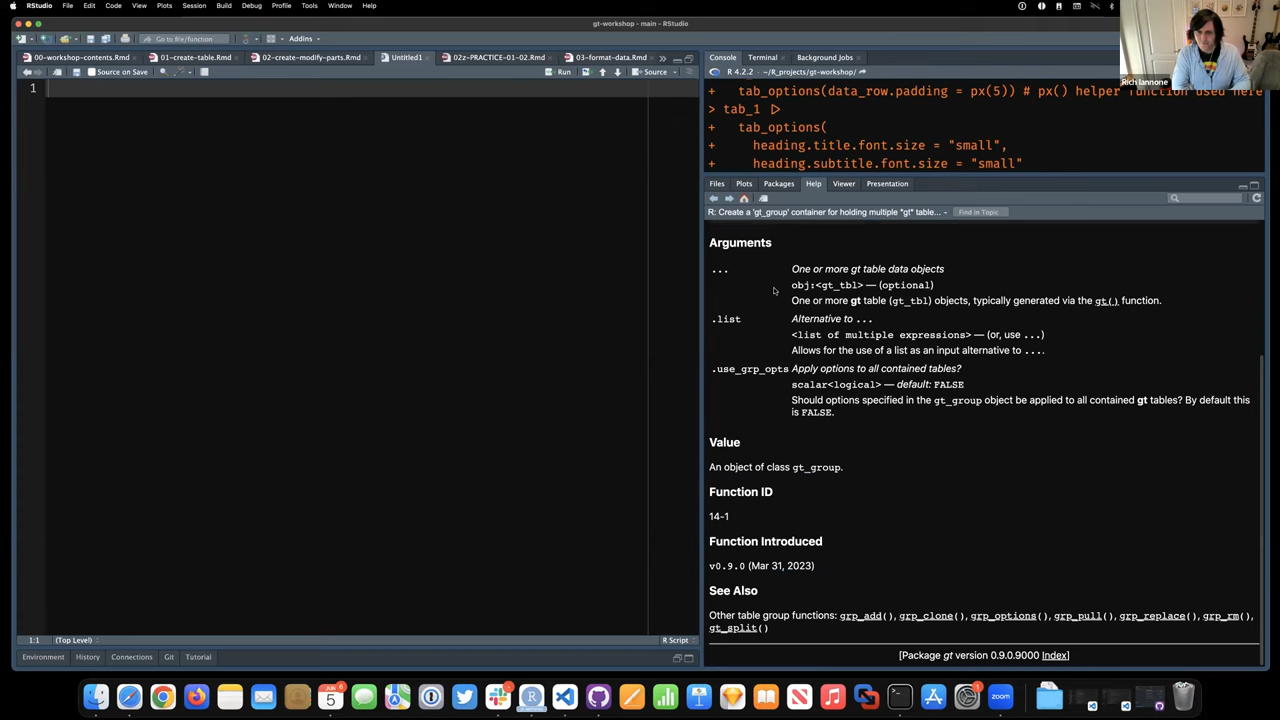 RStudio File Edit Code View Plots Session Build Debug Profile Tools Window Help
gt-workshop - main - RStudio
Go to file/function Addins
00-workshop-contents.Rmd 01-create-table.Rmd 02-create-modify-parts.Rmd Untitled1 02z-PRACTICE-01-02.Rmd 03-format-data.Rmd
Source on Save Run Source
1
1:1 (Top Level) R Script
Environment History Connections Git Tutorial
Console Terminal Background Jobs
R 4.2.2 · ~/R_projects/gt-workshop/
+ tab_options(data_row.padding = px(5)) # px() helper function used here
> tab_1 |>
+ tab_options(
+ heading.title.font.size = "small",
+ heading.subtitle.font.size = "small"
Rich Iannone
Files Plots Packages Help Viewer Presentation
R: Create a 'gt_group' container for holding multiple *gt* table... Find in Topic
Arguments
... One or more gt table data objects
obj:<gt_tbl> — (optional)
One or more gt table (gt_tbl) objects, typically generated via the gt() function.
.list Alternative to ...
<list of multiple expressions> — (or, use ...)
Allows for the use of a list as an input alternative to ....
.use_grp_opts Apply options to all contained tables?
scalar<logical> — default: FALSE
Should options specified in the gt_group object be applied to all contained gt tables? By default this
is FALSE.
Value
An object of class gt_group.
Function ID
14-1
Function Introduced
v0.9.0 (Mar 31, 2023)
See Also
Other table group functions: grp_add(), grp_clone(), grp_options(), grp_pull(), grp_replace(), grp_rm(),
gt_split()
[Package gt version 0.9.0.9000 Index]
JUN
5
zoom